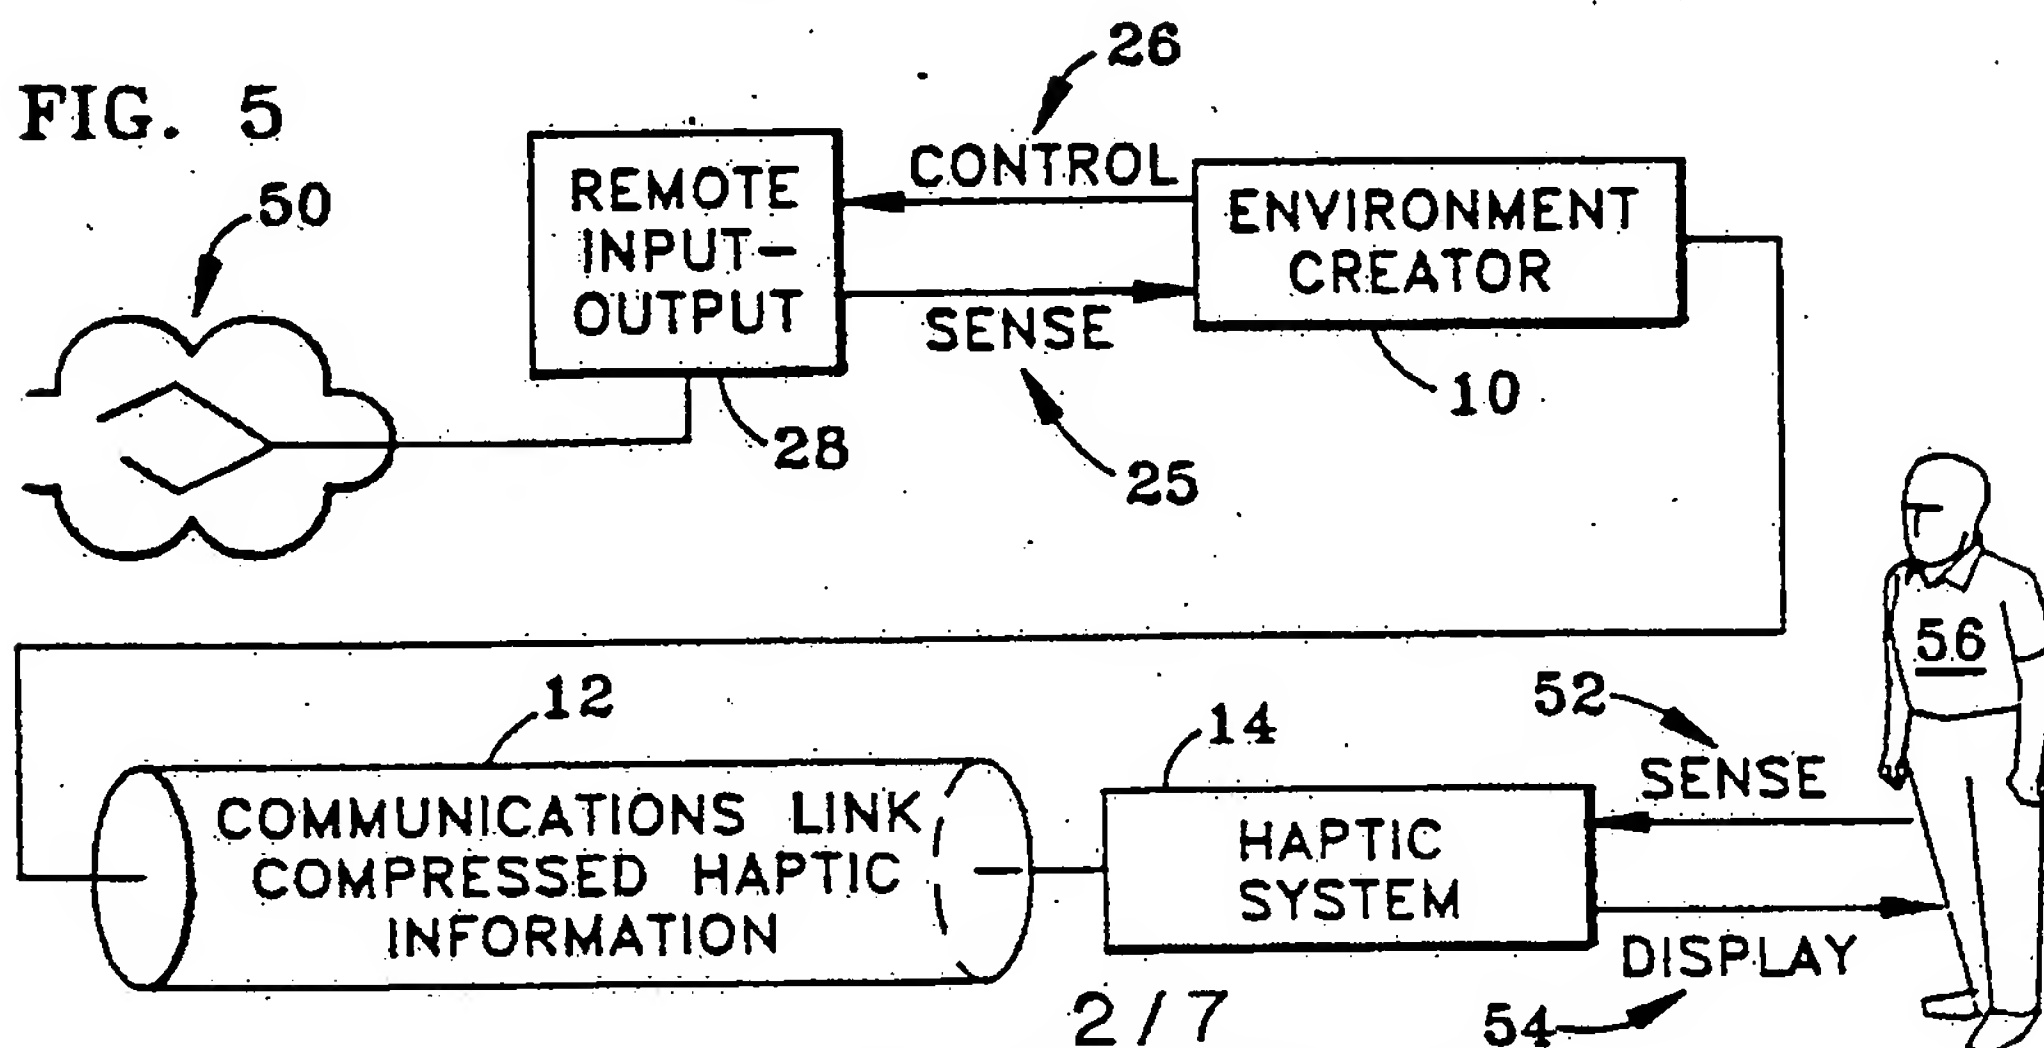 FIG. 5
26
CONTROL
REMOTE
INPUT-
OUTPUT
ENVIRONMENT
CREATOR
50
SENSE
10
28
25
56
12
14
52
SENSE
COMMUNICATIONS LINK
COMPRESSED HAPTIC
INFORMATION
HAPTIC
SYSTEM
DISPLAY
2/7
54